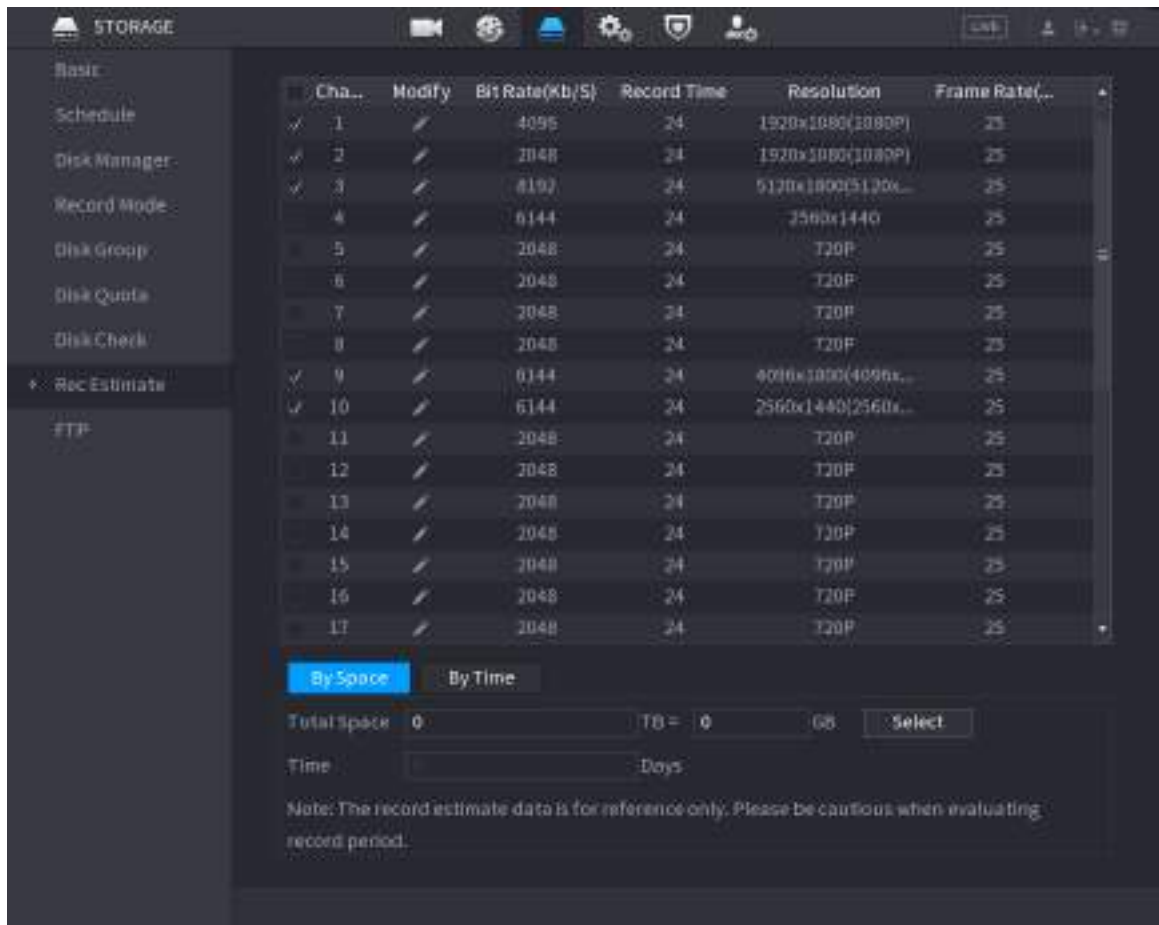 STORAGE
LIVE
Basic
Schedule
Disk Manager
Record Mode
Disk Group
Disk Quota
Disk Check
Rec Estimate
FTP
Cha... Modify Bit Rate(Kb/S) Record Time Resolution Frame Rate(...
1 4096 24 1920x1080(1080P) 25
2 2048 24 1920x1080(1080P) 25
3 8192 24 5120x1800(5120x... 25
4 6144 24 2560x1440 25
5 2048 24 720P 25
6 2048 24 720P 25
7 2048 24 720P 25
8 2048 24 720P 25
9 6144 24 4096x1800(4096x... 25
10 6144 24 2560x1440(2560x... 25
11 2048 24 720P 25
12 2048 24 720P 25
13 2048 24 720P 25
14 2048 24 720P 25
15 2048 24 720P 25
16 2048 24 720P 25
17 2048 24 720P 25
By Space By Time
Total Space 0 TB = 0 GB Select
Time Days
Note: The record estimate data is for reference only. Please be cautious when evaluating
record period.